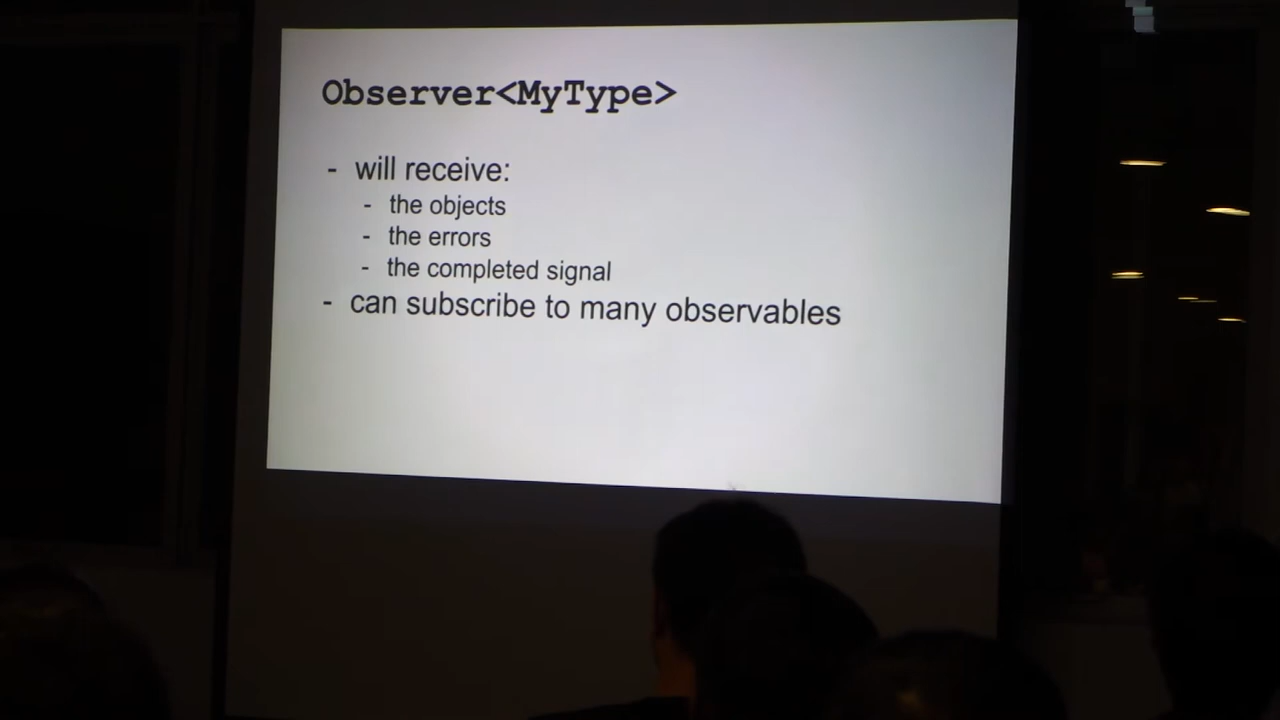 Observer<MyType>
- will receive:
- the objects
- the errors
- the completed signal
- can subscribe to many observables